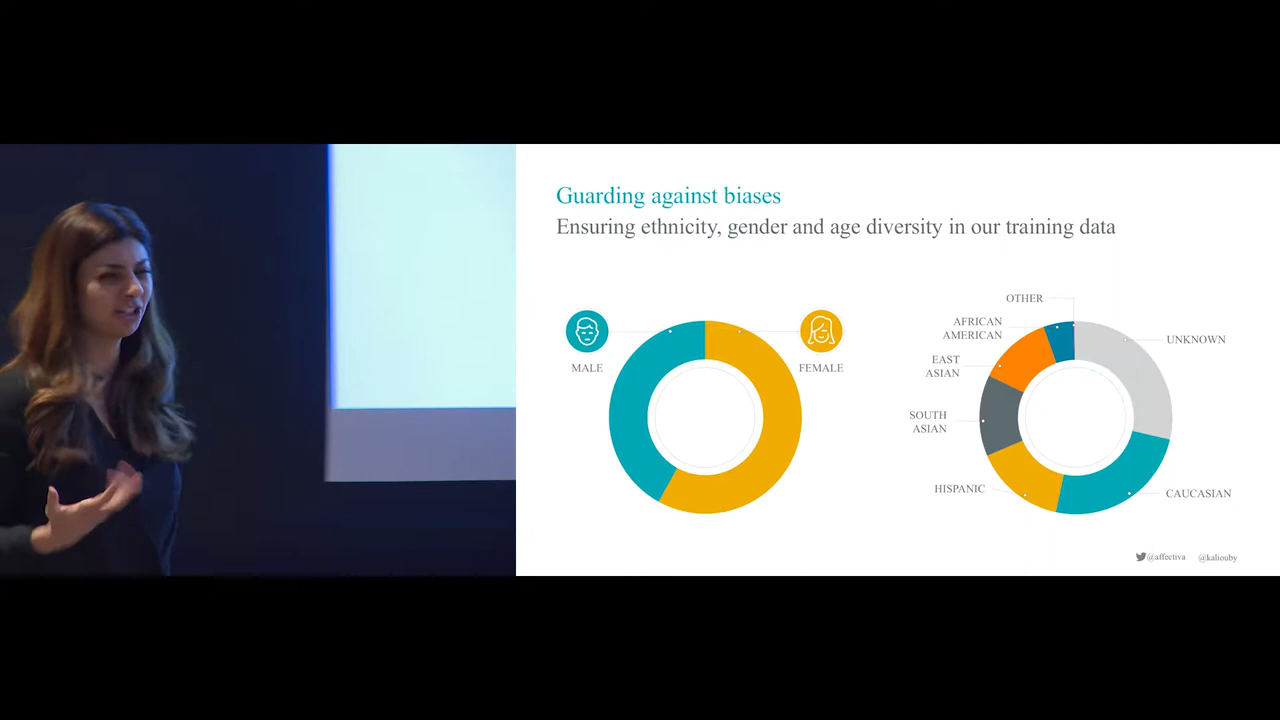 Guarding against biases
Ensuring ethnicity, gender and age diversity in our training data
MALE
FEMALE
OTHER
AFRICAN
AMERICAN
EAST
ASIAN
SOUTH
ASIAN
HISPANIC
UNKNOWN
CAUCASIAN
@affectiva @kaliouby